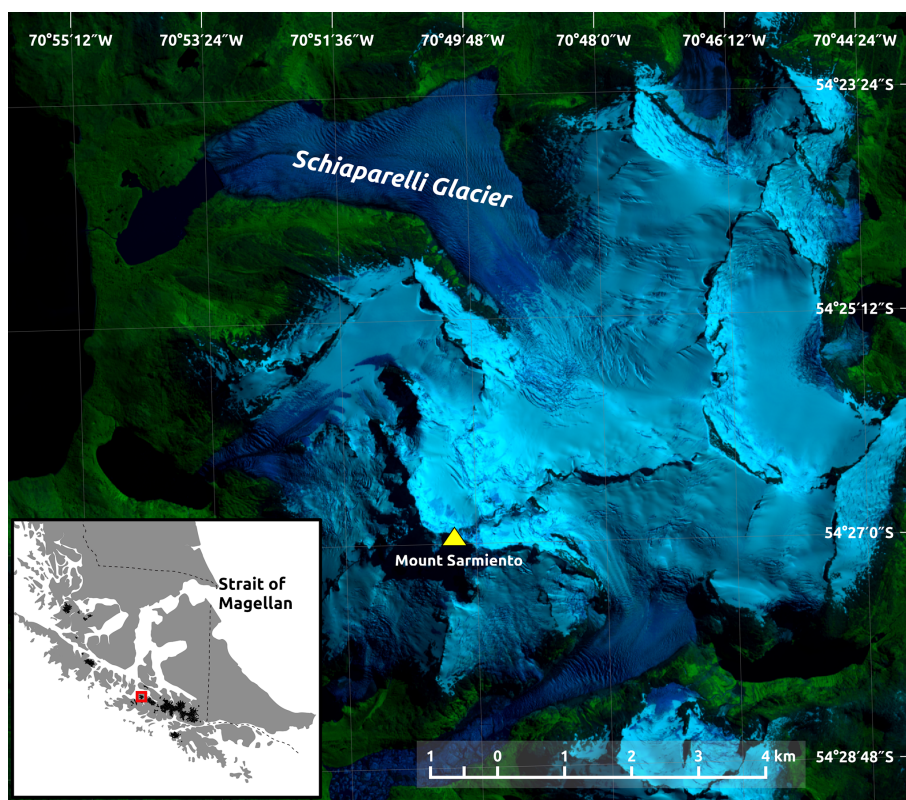 70°55′12″W 70°53′24″W 70°51′36″W 70°49′48″W 70°48′0″W 70°46′12″W 70°44′24″W
54°23′24″S
Schiaparelli Glacier
54°25′12″S
54°27′0″S
Mount Sarmiento
Strait of
Magellan
1 0 1 2 3 4 km
54°28′48″S